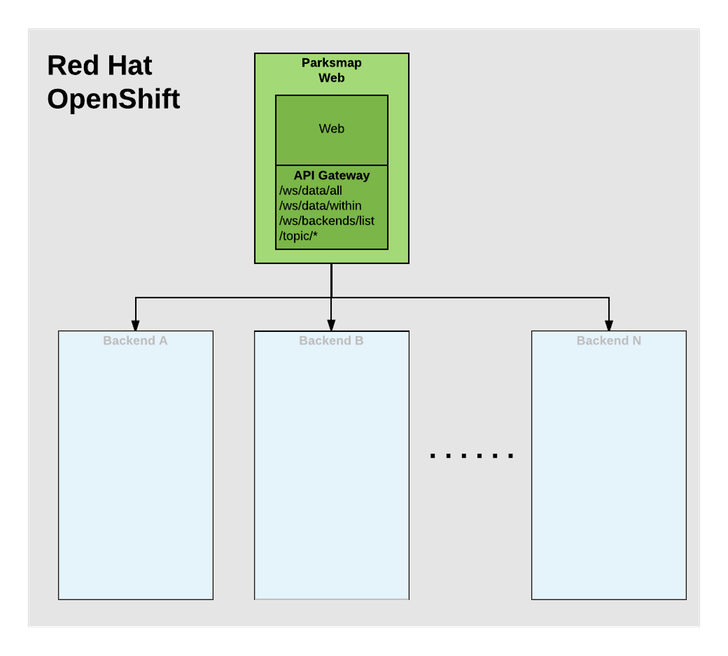 Red Hat
OpenShift
Parksmap
Web
Web
API Gateway
/ws/data/all
/ws/data/within
/ws/backends/list
/topic/*
Backend A
Backend B
Backend N
......